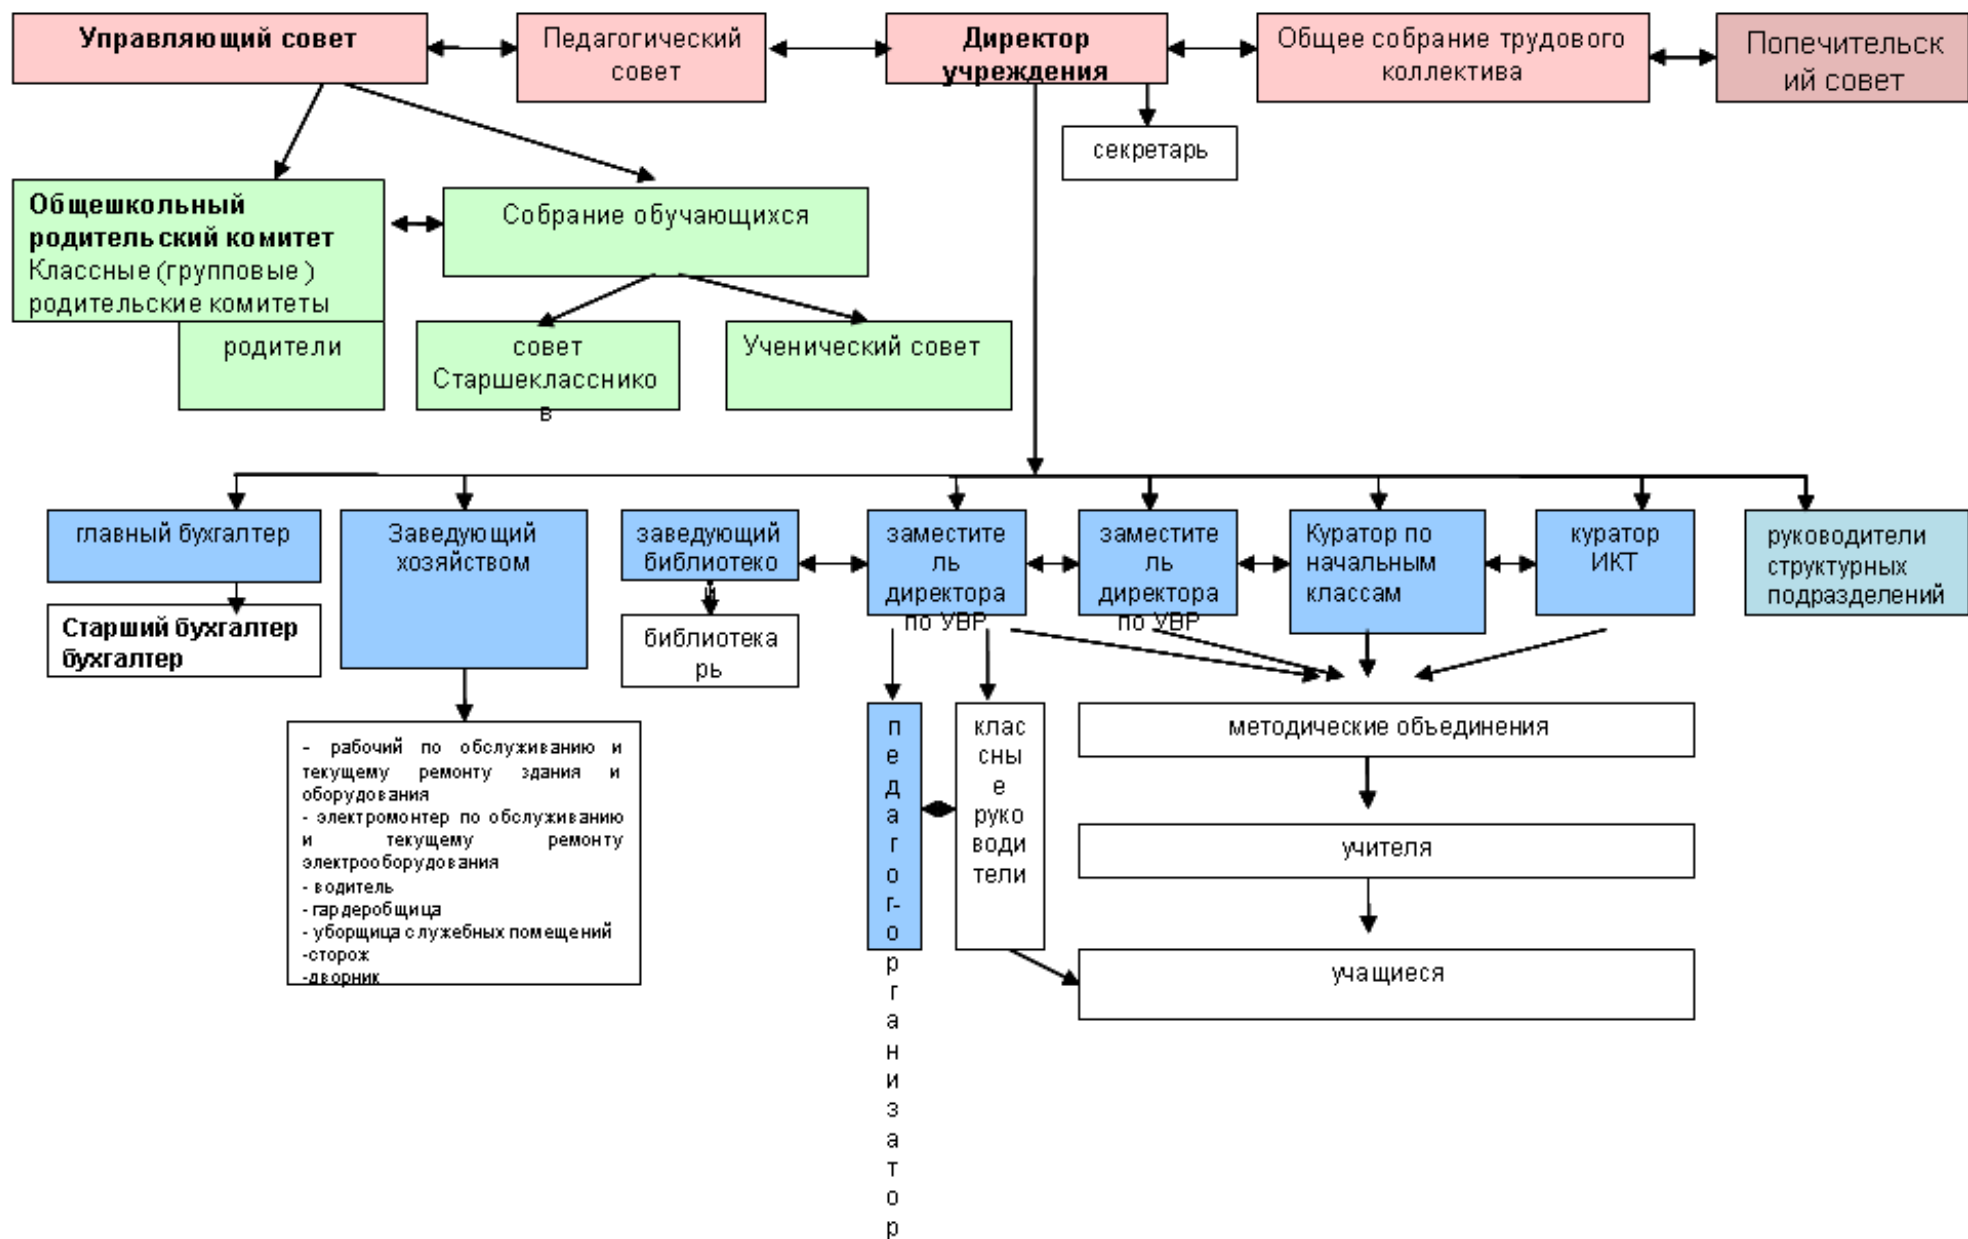 Управляющий совет
Педагогический
совет
Директор
учреждения
Общее собрание трудового
коллектива
Попечительск
ий совет
секретарь
Общешкольный
родительский комитет
Классные (групповые )
родительские комитеты
родители
Собрание обучающихся
совет
Старшекласснико
в
Ученический совет
главный бухгалтер
Старший бухгалтер
бухгалтер
Заведующий
хозяйством
- рабочий по обслуживанию и
текущему ремонту здания и
оборудования
- электромонтер по обслуживанию
и текущему ремонту
электрооборудования
- водитель
- гардеробщица
- уборщица служебных помещений
-сторож
-дворник
заведующий
библиотеко
й
библиотека
рь
заместите
ль
директора
по УВР
заместите
ль
директора
по УВР
Куратор по
начальным
классам
куратор
ИКТ
руководители
структурных
подразделений
п
е
д
а
г
о
г-
о
р
г
а
н
и
з
а
т
о
р
клас
сны
е
руко
води
тели
методические объединения
учителя
учащиеся